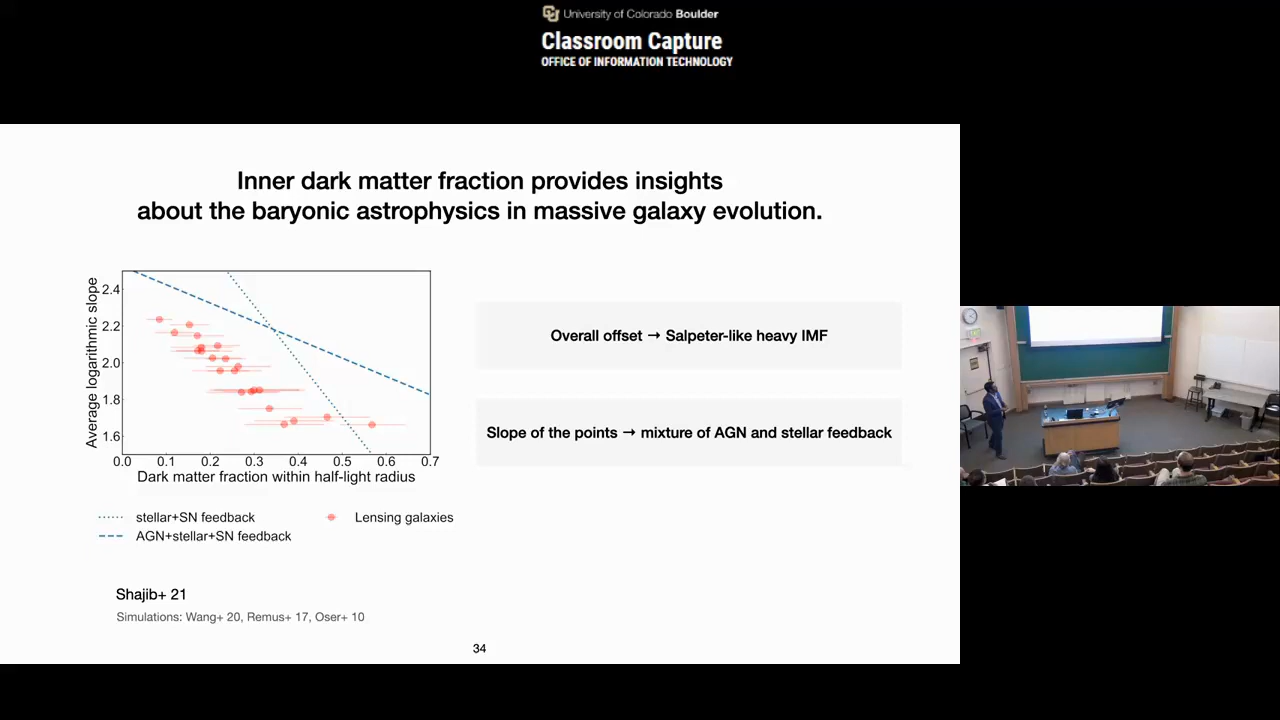 University of Colorado Boulder
Classroom Capture
OFFICE OF INFORMATION TECHNOLOGY
Inner dark matter fraction provides insights
about the baryonic astrophysics in massive galaxy evolution.
Average logarithmic slope
2.4
2.2
2.0
1.8
1.6
0.0 0.1 0.2 0.3 0.4 0.5 0.6 0.7
Dark matter fraction within half-light radius
stellar+SN feedback
Lensing galaxies
AGN+stellar+SN feedback
Overall offset → Salpeter-like heavy IMF
Slope of the points → mixture of AGN and stellar feedback
Shajib+ 21
Simulations: Wang+ 20, Remus+ 17, Oser+ 10
34